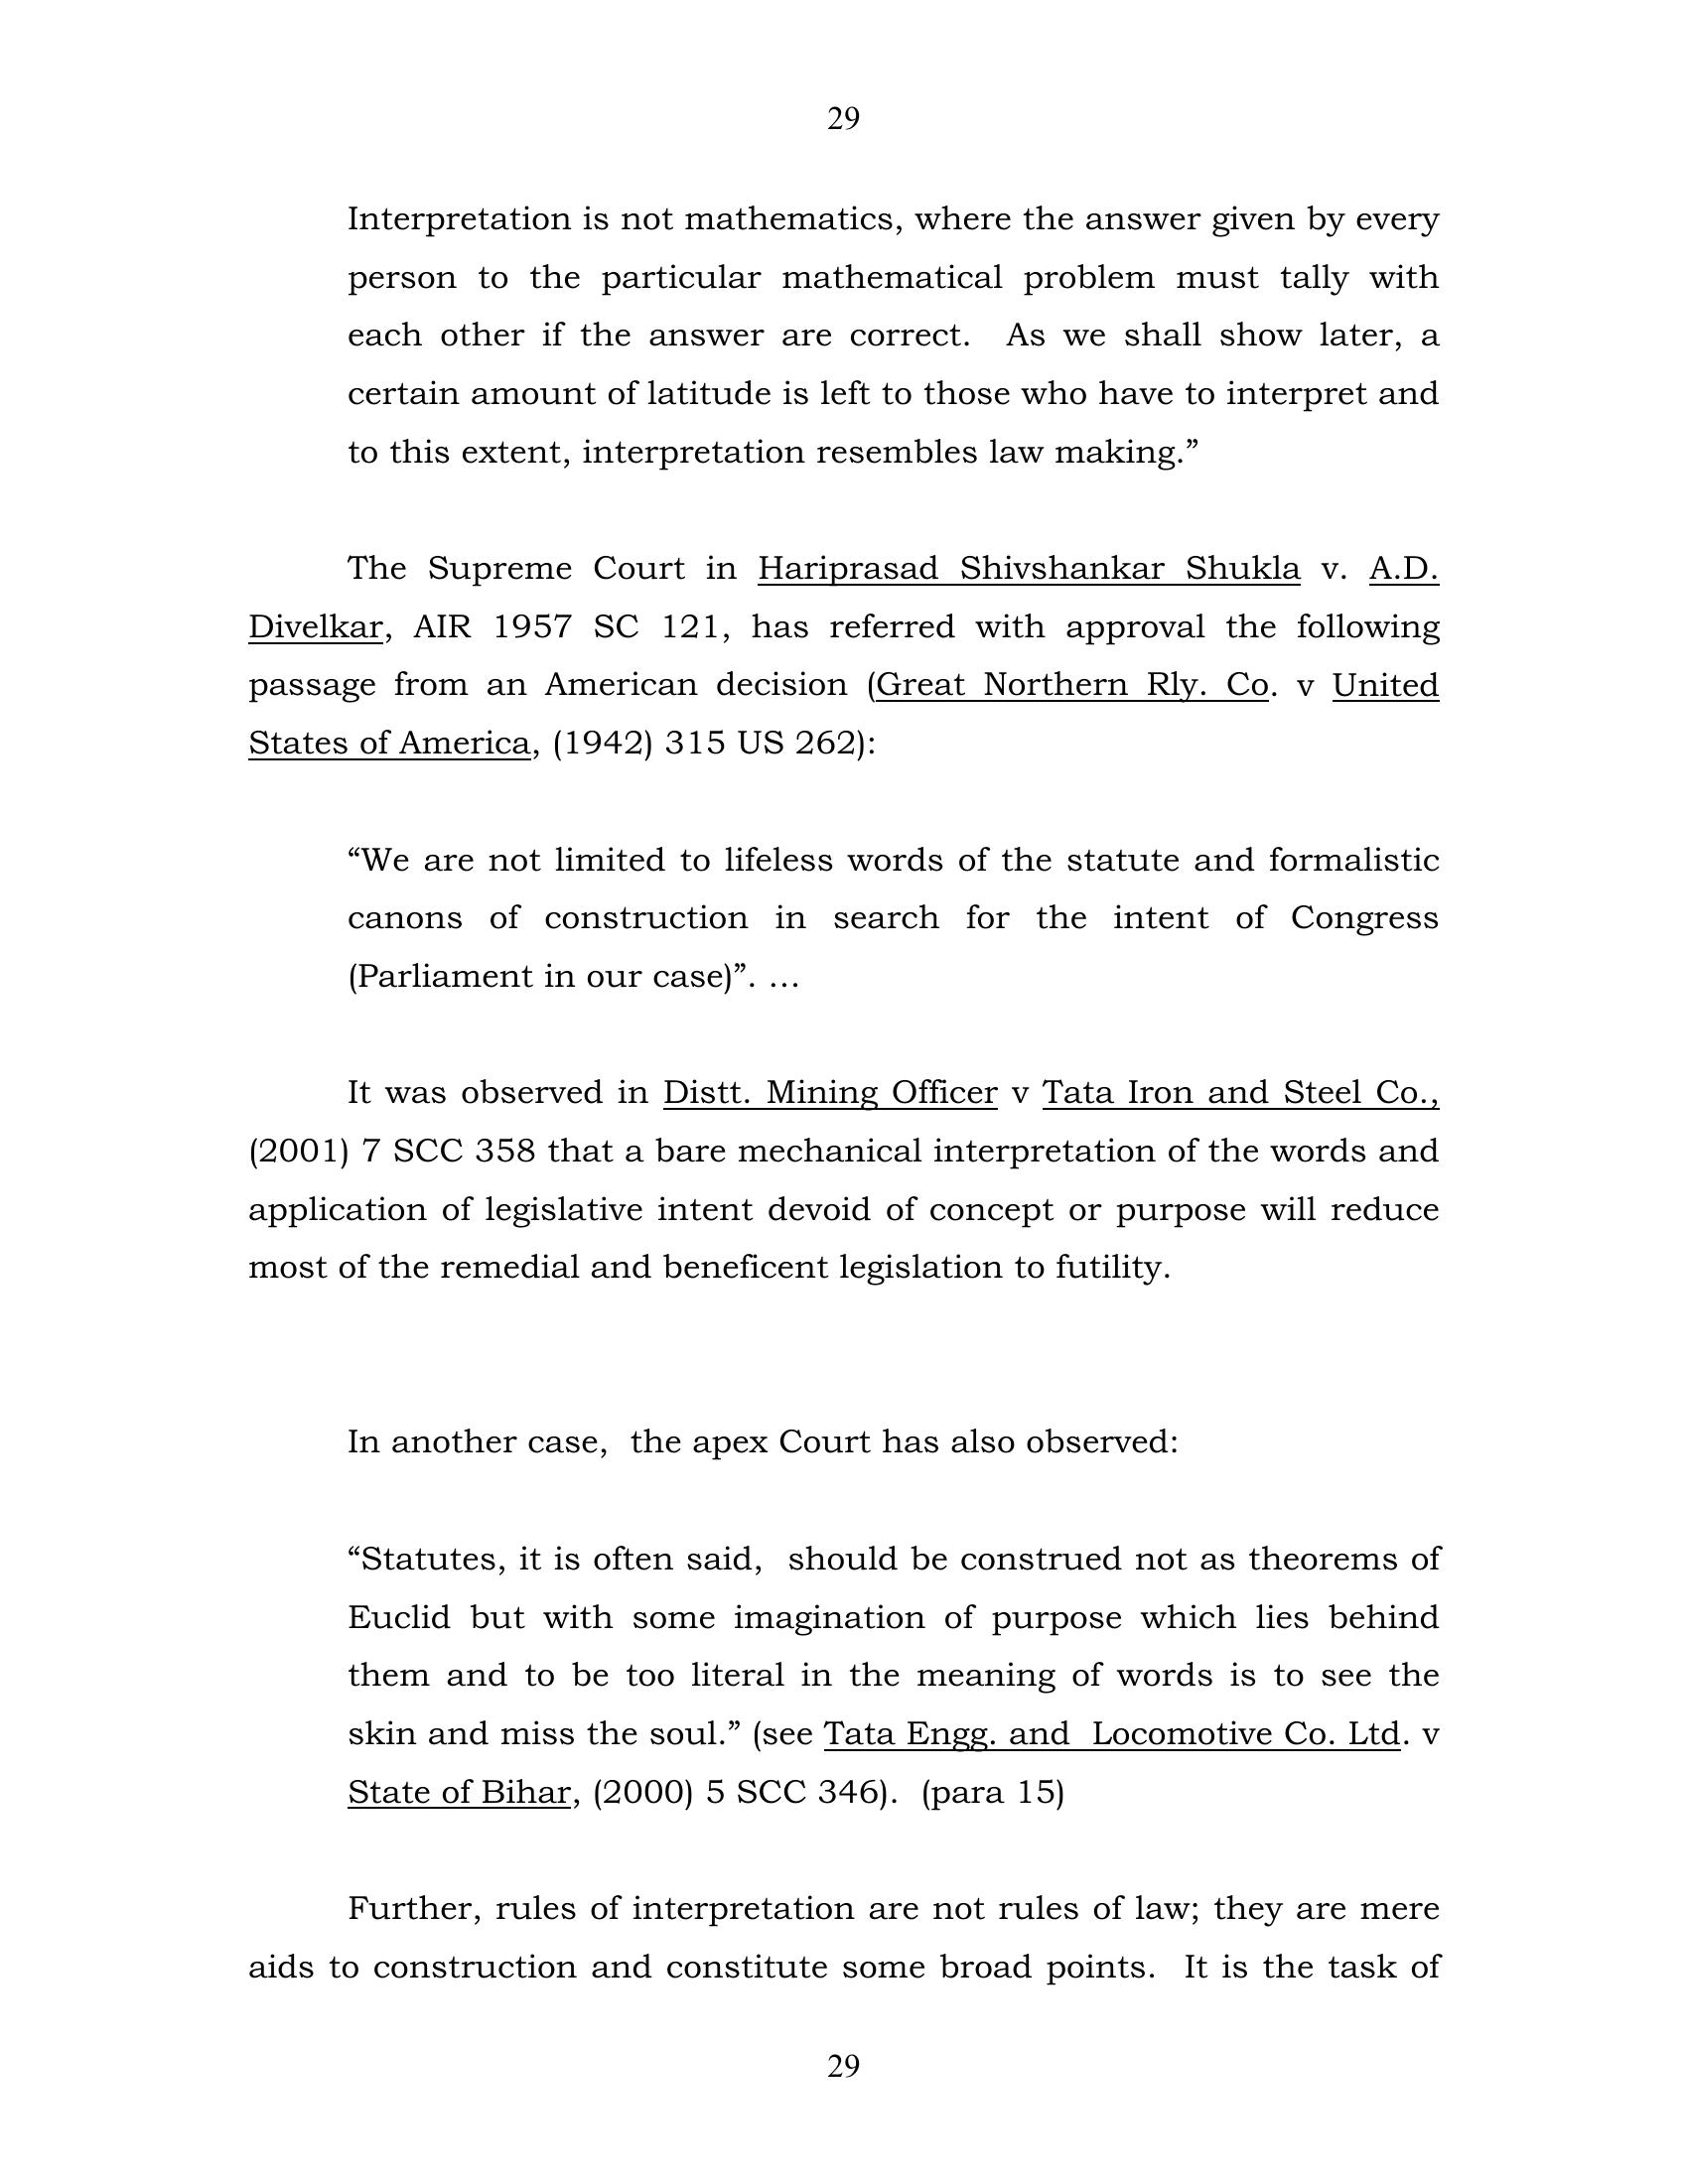 29
Interpretation is not mathematics, where the answer given by every
person to the particular mathematical problem must tally with
each other if the answer are correct.  As we shall show later, a
certain amount of latitude is left to those who have to interpret and
to this extent, interpretation resembles law making.”
The Supreme Court in Hariprasad Shivshankar Shukla v. A.D.
Divelkar, AIR 1957 SC 121, has referred with approval the following
passage from an American decision (Great Northern Rly. Co. v United
States of America, (1942) 315 US 262):
“We are not limited to lifeless words of the statute and formalistic
canons of construction in search for the intent of Congress
(Parliament in our case)”. …
It was observed in Distt. Mining Officer v Tata Iron and Steel Co.,
(2001) 7 SCC 358 that a bare mechanical interpretation of the words and
application of legislative intent devoid of concept or purpose will reduce
most of the remedial and beneficent legislation to futility.
In another case,  the apex Court has also observed:
“Statutes, it is often said,  should be construed not as theorems of
Euclid but with some imagination of purpose which lies behind
them and to be too literal in the meaning of words is to see the
skin and miss the soul.” (see Tata Engg. and  Locomotive Co. Ltd. v
State of Bihar, (2000) 5 SCC 346).  (para 15)
Further, rules of interpretation are not rules of law; they are mere
aids to construction and constitute some broad points.  It is the task of
29